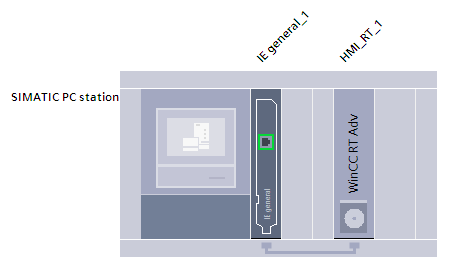 IE general_1
HMI_RT_1
SIMATIC PC station
WinCC RT Adv
IE general